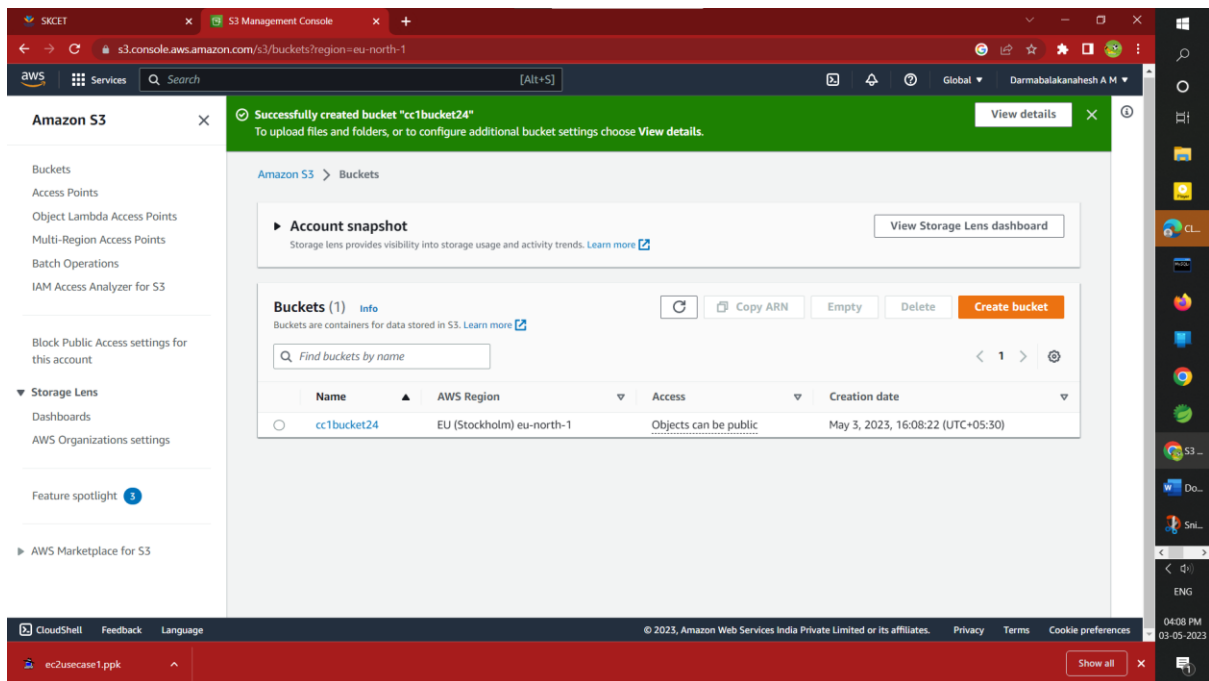 SKCET
S3 Management Console
s3.console.aws.amazon.com/s3/buckets?region=eu-north-1
aws
Services
Search
[Alt+S]
Global
Darmabalakanahesh A M
Amazon S3
Buckets
Access Points
Object Lambda Access Points
Multi-Region Access Points
Batch Operations
IAM Access Analyzer for S3
Block Public Access settings for
this account
Storage Lens
Dashboards
AWS Organizations settings
Feature spotlight 3
AWS Marketplace for S3
Successfully created bucket "cc1bucket24"
To upload files and folders, or to configure additional bucket settings choose View details.
View details
Amazon S3 > Buckets
Account snapshot
Storage lens provides visibility into storage usage and activity trends. Learn more
View Storage Lens dashboard
Buckets (1) Info
Buckets are containers for data stored in S3. Learn more
Copy ARN
Empty
Delete
Create bucket
Find buckets by name
1
Name AWS Region Access Creation date
cc1bucket24 EU (Stockholm) eu-north-1 Objects can be public May 3, 2023, 16:08:22 (UTC+05:30)
CloudShell Feedback Language
© 2023, Amazon Web Services India Private Limited or its affiliates. Privacy Terms Cookie preferences
ec2usecase1.ppk
Show all
CL...
S3 ...
Do...
Sni...
ENG
04:08 PM
03-05-2023